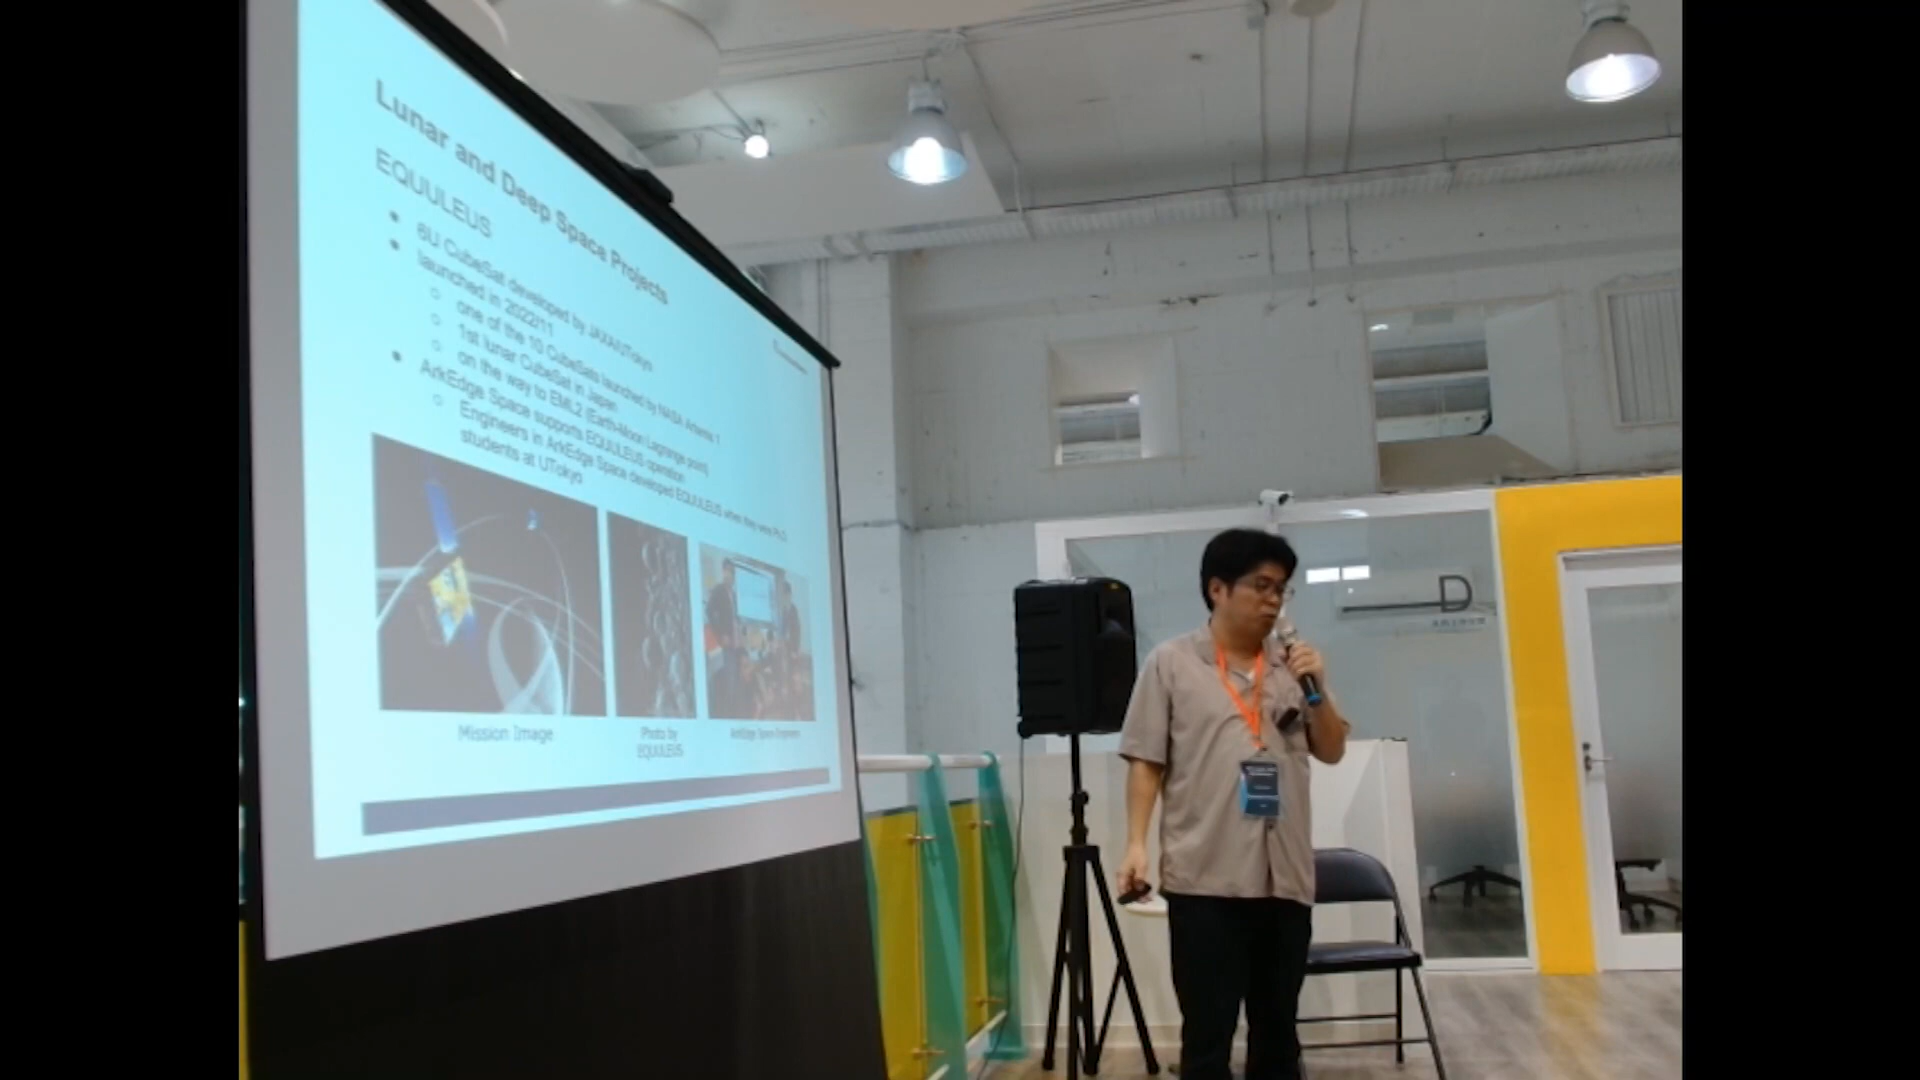 Lunar and Deep Space Projects
EQUULEUS
6U CubeSat developed by JAXA/UTokyo
launched in 2022/11
one of the 10 CubeSats launched by NASA Artemis 1
1st lunar CubeSat in Japan
on the way to EML2 (Earth-Moon Lagrange point)
ArkEdge Space supports EQUULEUS operation
Engineers in ArkEdge Space developed EQUULEUS when they were Ph.D.
students at UTokyo
Mission Image
Photo by
EQUULEUS
ArkEdge Space Engineers
D